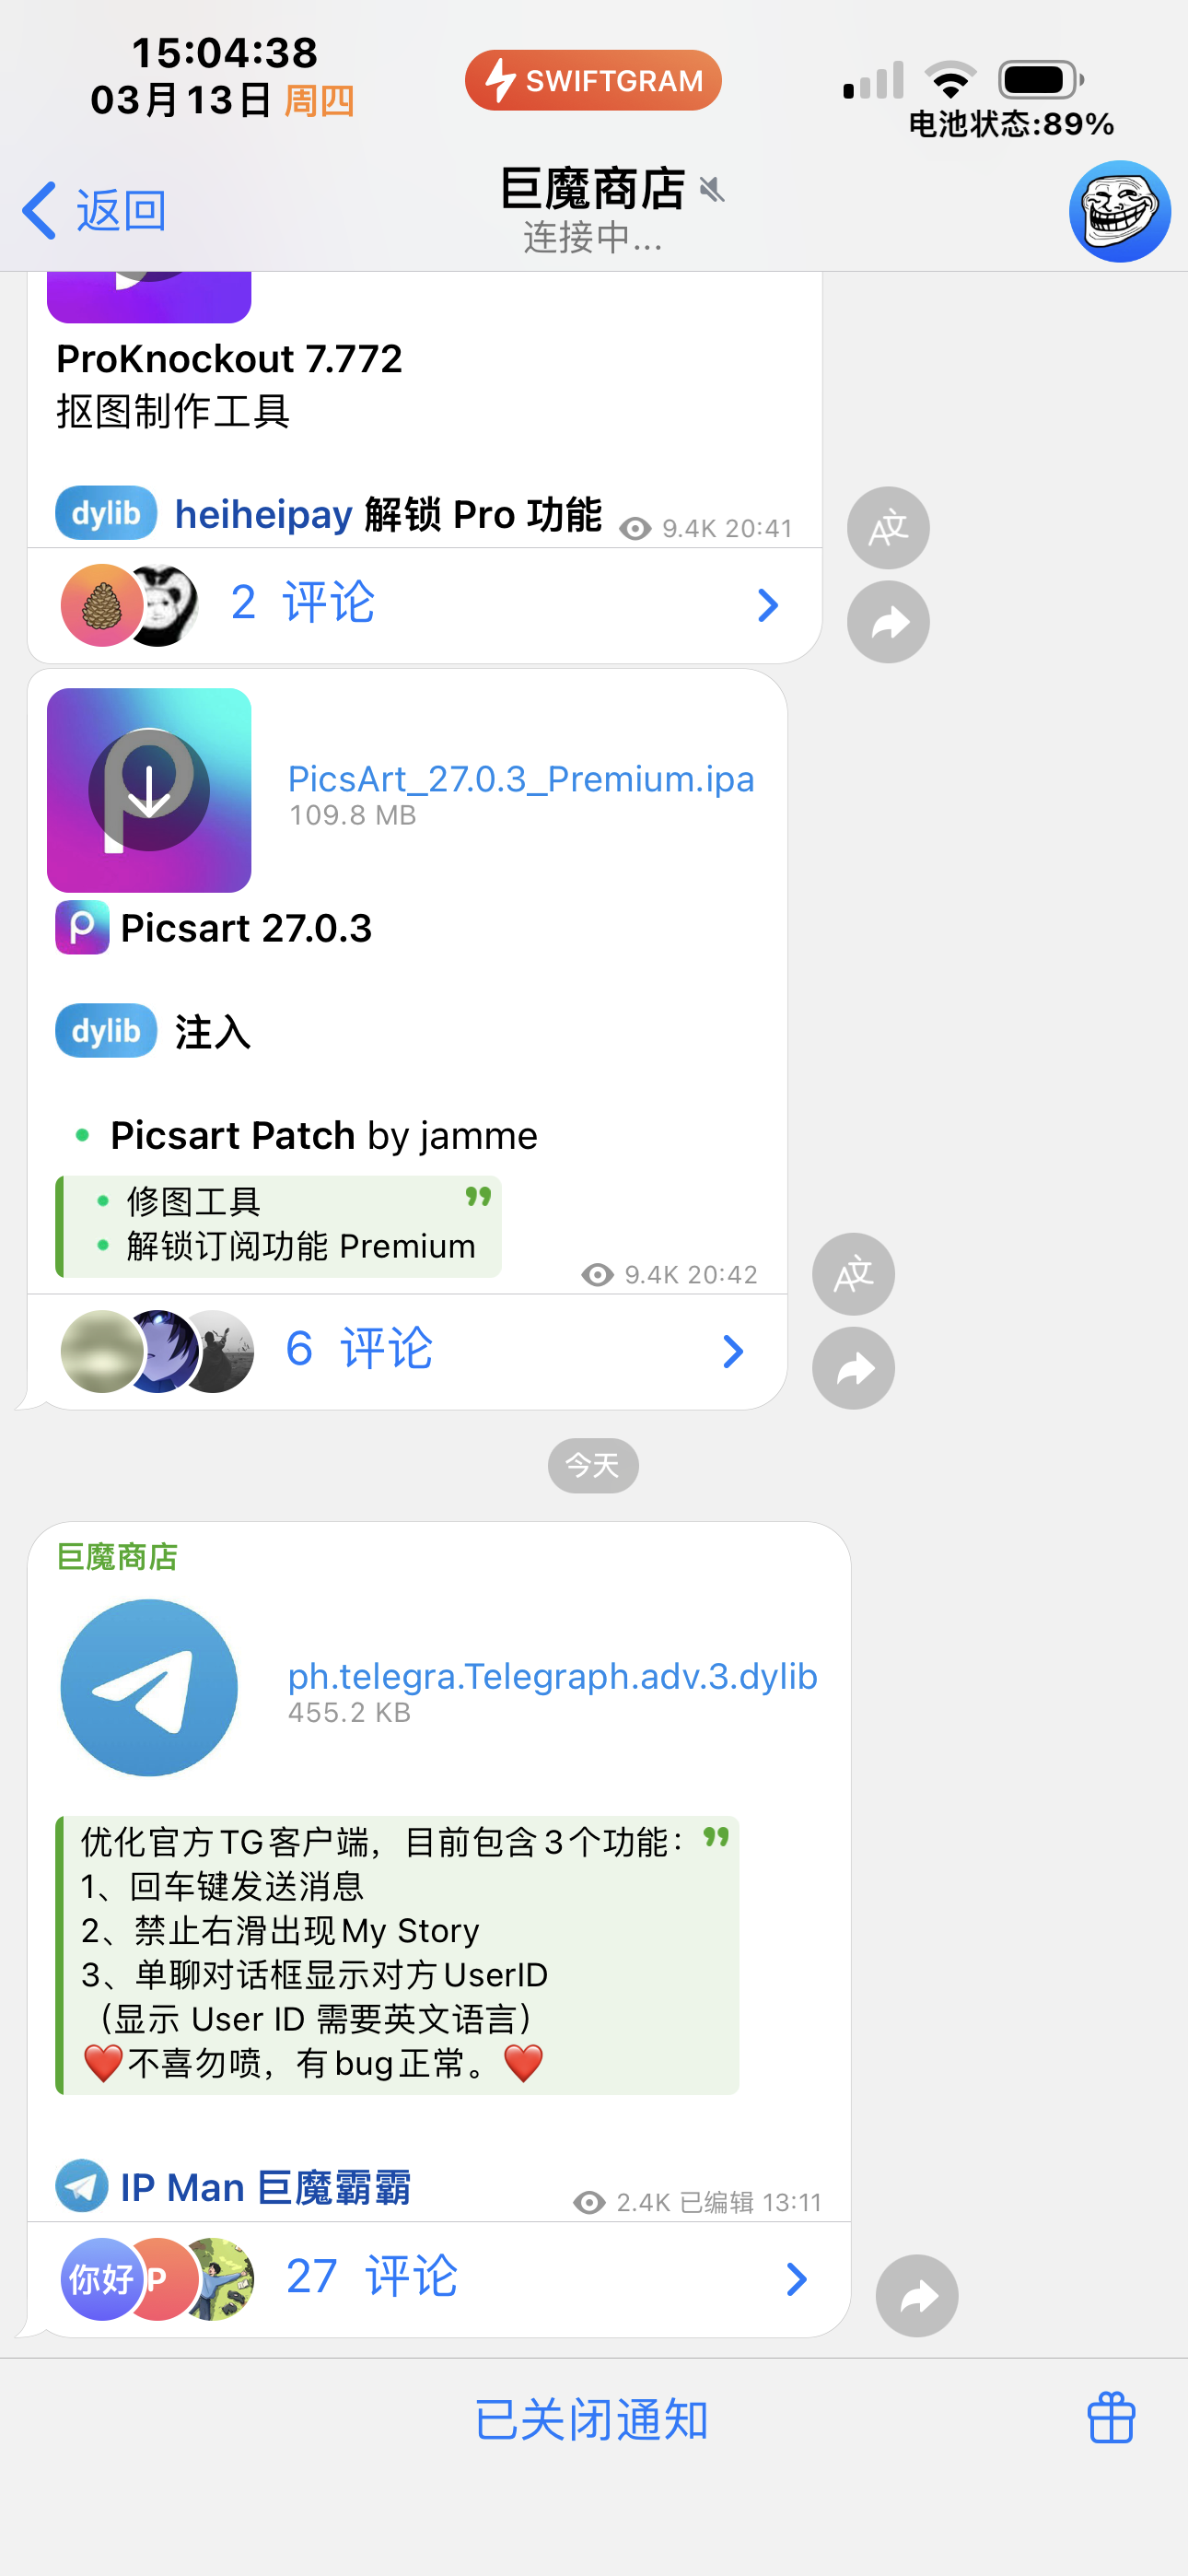 15:04:38
03月13日 周四
SWIFTGRAM
电池状态:89%
返回
巨魔商店
连接中...
ProKnockout 7.772
抠图制作工具
dylib heiheipay 解锁 Pro 功能
9.4K 20:41
2 评论
PicsArt_27.0.3_Premium.ipa
109.8 MB
Picsart 27.0.3
dylib 注入
• Picsart Patch by jamme
• 修图工具
• 解锁订阅功能 Premium
9.4K 20:42
6 评论
今天
巨魔商店
ph.telegra.Telegraph.adv.3.dylib
455.2 KB
优化官方TG客户端，目前包含3个功能：
1、回车键发送消息
2、禁止右滑出现My Story
3、单聊对话框显示对方UserID
（显示 User ID 需要英文语言）
❤️不喜勿喷，有bug正常。❤️
IP Man 巨魔霸霸
2.4K 已编辑 13:11
你好 P
27 评论
已关闭通知